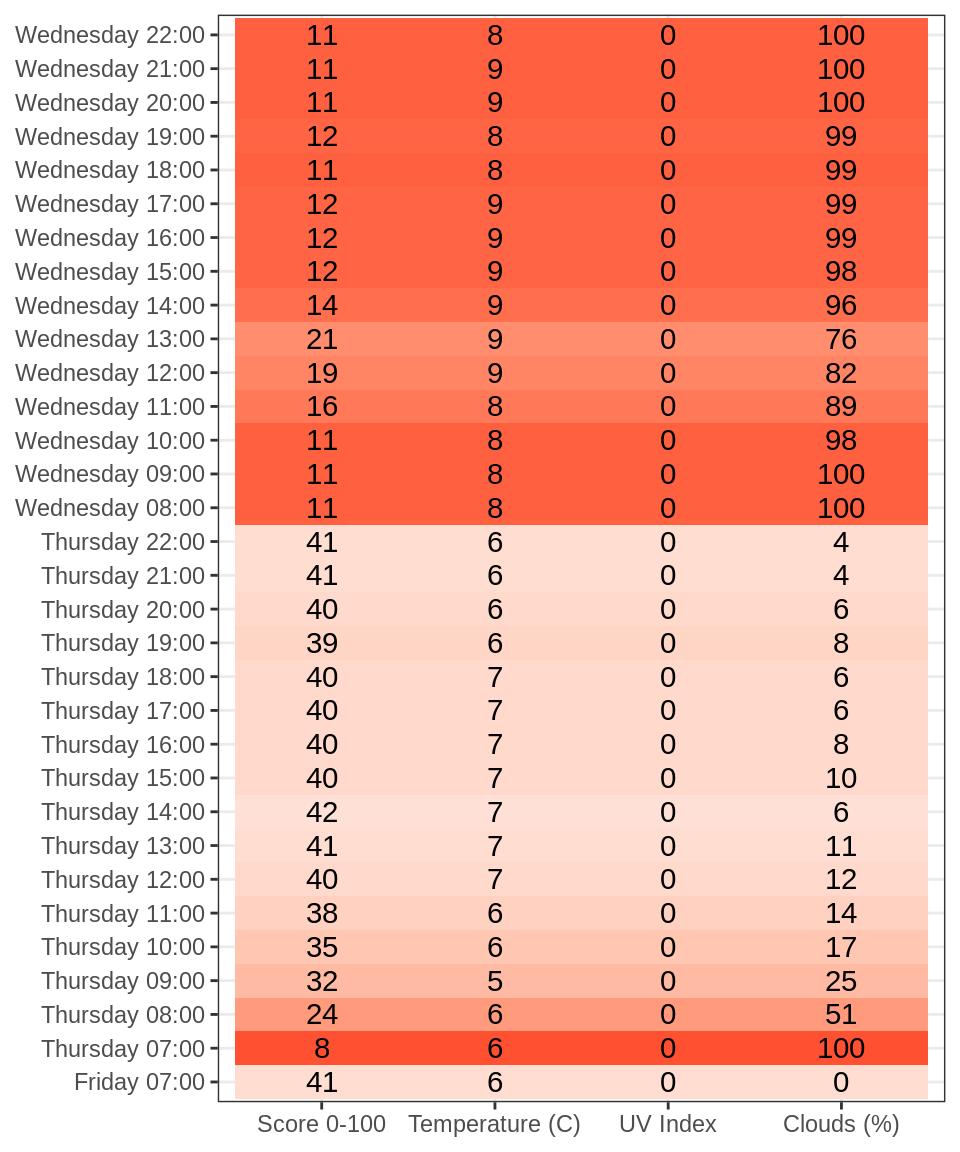 Wednesday 22:00 11 8 0 100
Wednesday 21:00 11 9 0 100
Wednesday 20:00 11 9 0 100
Wednesday 19:00 12 8 0 99
Wednesday 18:00 11 8 0 99
Wednesday 17:00 12 9 0 99
Wednesday 16:00 12 9 0 99
Wednesday 15:00 12 9 0 98
Wednesday 14:00 14 9 0 96
Wednesday 13:00 21 9 0 76
Wednesday 12:00 19 9 0 82
Wednesday 11:00 16 8 0 89
Wednesday 10:00 11 8 0 98
Wednesday 09:00 11 8 0 100
Wednesday 08:00 11 8 0 100
Thursday 22:00 41 6 0 4
Thursday 21:00 41 6 0 4
Thursday 20:00 40 6 0 6
Thursday 19:00 39 6 0 8
Thursday 18:00 40 7 0 6
Thursday 17:00 40 7 0 6
Thursday 16:00 40 7 0 8
Thursday 15:00 40 7 0 10
Thursday 14:00 42 7 0 6
Thursday 13:00 41 7 0 11
Thursday 12:00 40 7 0 12
Thursday 11:00 38 6 0 14
Thursday 10:00 35 6 0 17
Thursday 09:00 32 5 0 25
Thursday 08:00 24 6 0 51
Thursday 07:00 8 6 0 100
Friday 07:00 41 6 0 0
Score 0-100 Temperature (C) UV Index Clouds (%)